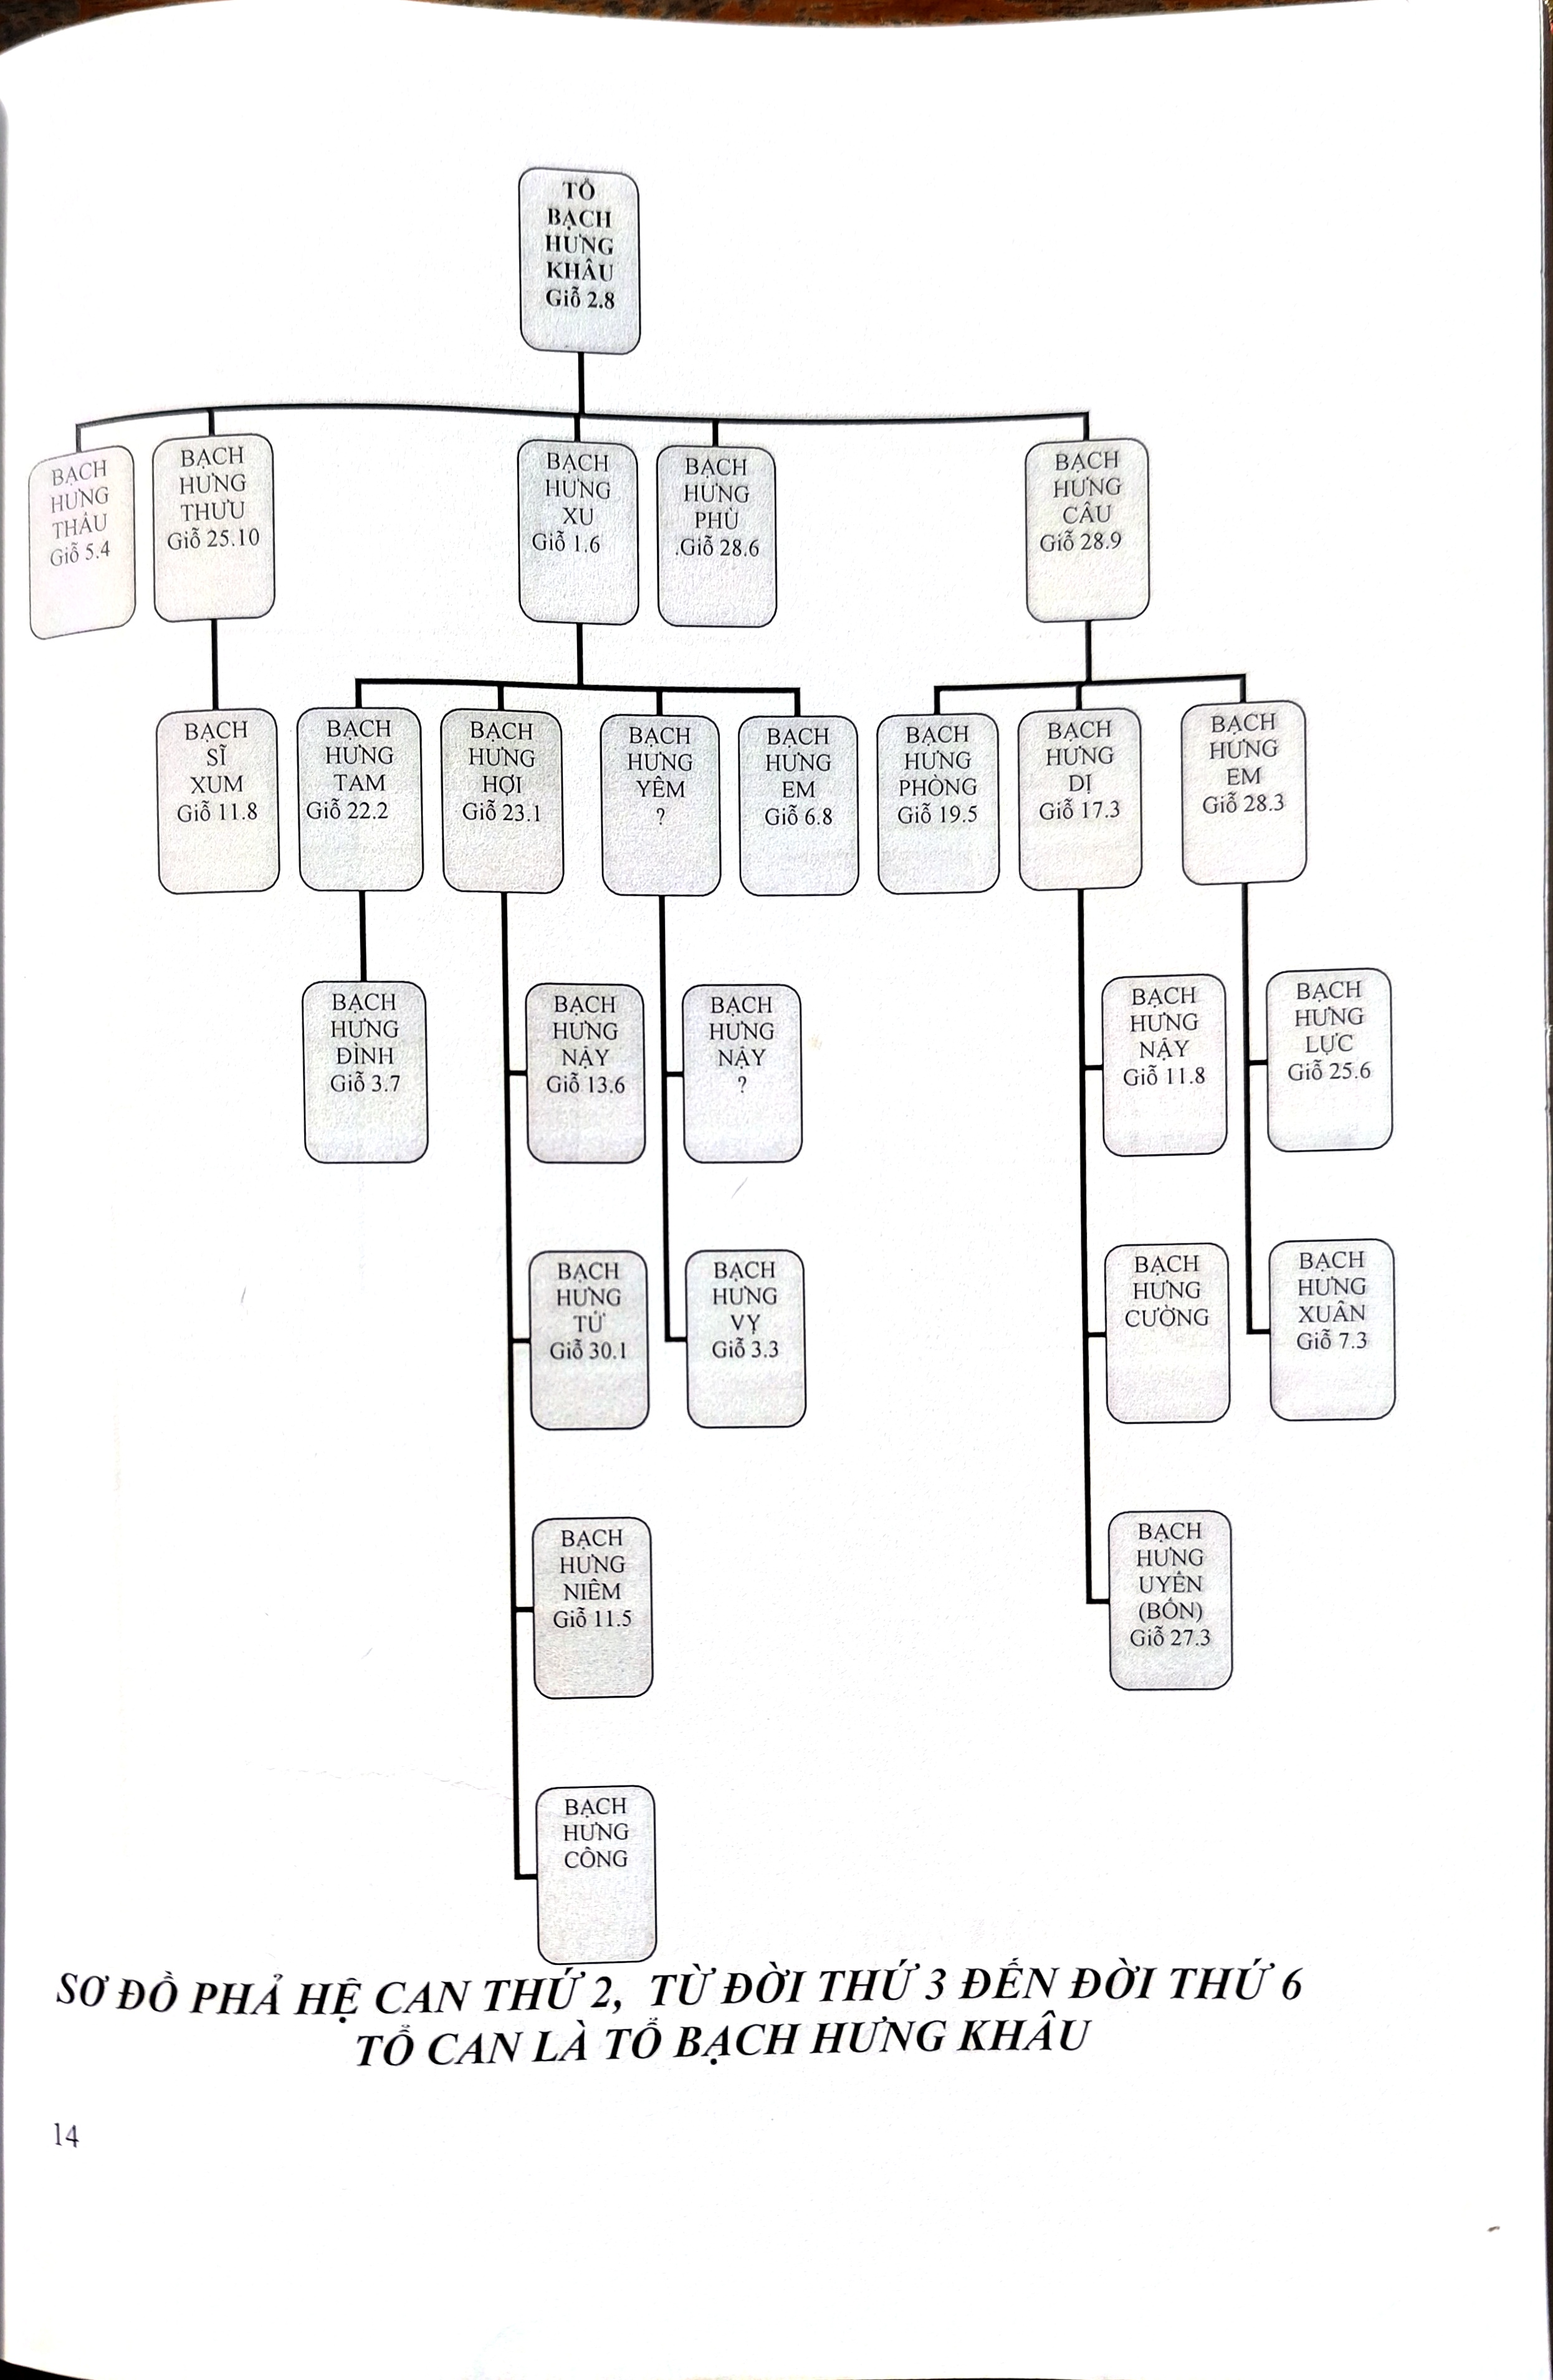 TỔ
BẠCH
HƯNG
KHÂU
Giỗ 2.8
BẠCH
HƯNG
THẤU
Giỗ 5.4
BẠCH
HƯNG
THƯU
Giỗ 25.10
BẠCH
HƯNG
XU
Giỗ 1.6
BẠCH
HƯNG
PHÙ
.Giỗ 28.6
BẠCH
HƯNG
CÂU
Giỗ 28.9
BẠCH
SĨ
XUM
Giỗ 11.8
BẠCH
HƯNG
TAM
Giỗ 22.2
BẠCH
HƯNG
HỢI
Giỗ 23.1
BẠCH
HƯNG
YÊM
?
BẠCH
HƯNG
EM
Giỗ 6.8
BẠCH
HƯNG
PHÒNG
Giỗ 19.5
BẠCH
HƯNG
DỊ
Giỗ 17.3
BẠCH
HƯNG
EM
Giỗ 28.3
BẠCH
HƯNG
ĐÌNH
Giỗ 3.7
BẠCH
HƯNG
NẬY
Giỗ 13.6
BẠCH
HƯNG
NẬY
?
BẠCH
HƯNG
NẬY
Giỗ 11.8
BẠCH
HƯNG
LỰC
Giỗ 25.6
BẠCH
HƯNG
TỨ
Giỗ 30.1
BẠCH
HƯNG
VỴ
Giỗ 3.3
BẠCH
HƯNG
CƯỜNG
BẠCH
HƯNG
XUÂN
Giỗ 7.3
BẠCH
HƯNG
NIÊM
Giỗ 11.5
BẠCH
HƯNG
UYÊN
(BỐN)
Giỗ 27.3
BẠCH
HƯNG
CÔNG
SƠ ĐỒ PHẢ HỆ CAN THỨ 2, TỪ ĐỜI THỨ 3 ĐẾN ĐỜI THỨ 6
TỔ CAN LÀ TỔ BẠCH HƯNG KHÂU
14